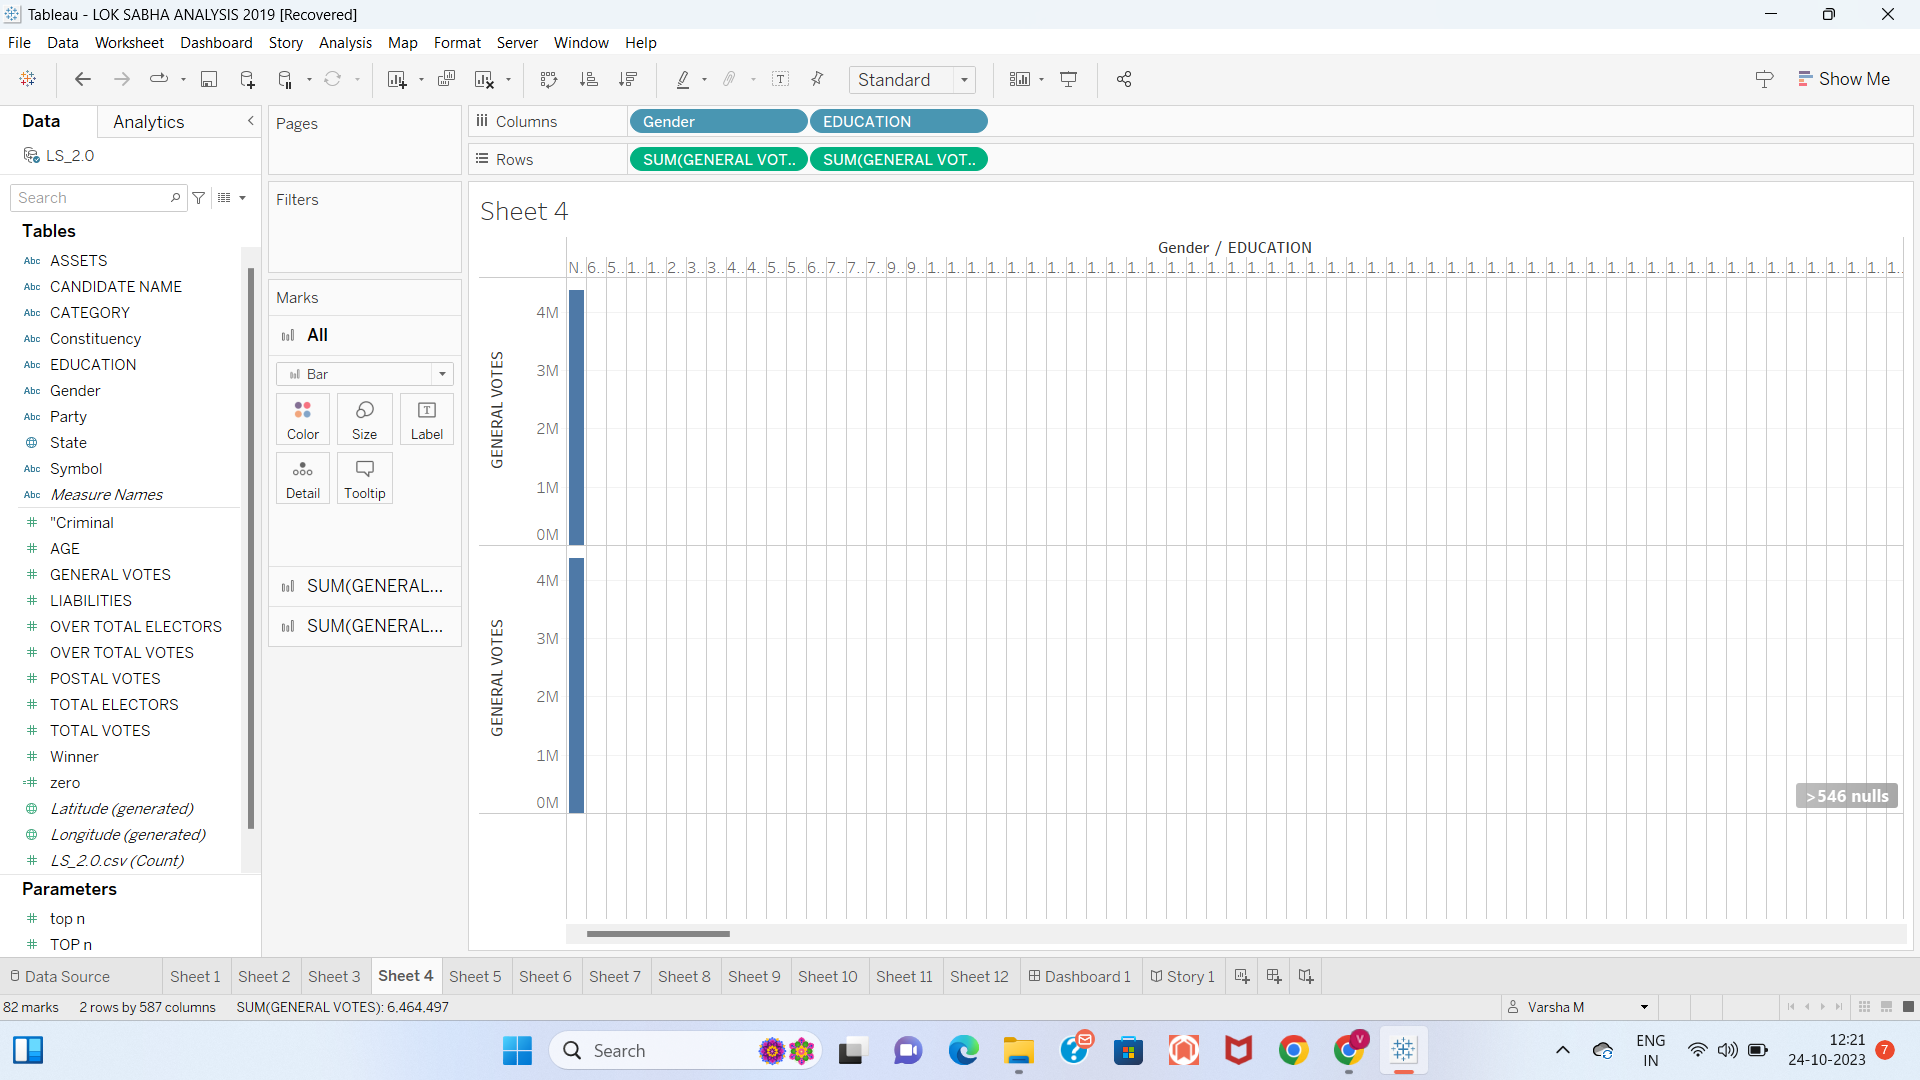 Tableau - LOK SABHA ANALYSIS 2019 [Recovered]
File Data Worksheet Dashboard Story Analysis Map Format Server Window Help
Standard
Show Me
Data
Analytics
LS_2.0
Search
Tables
Abc ASSETS
Abc CANDIDATE NAME
Abc CATEGORY
Abc Constituency
Abc EDUCATION
Abc Gender
Abc Party
State
Abc Symbol
Abc Measure Names
# "Criminal
# AGE
# GENERAL VOTES
# LIABILITIES
# OVER TOTAL ELECTORS
# OVER TOTAL VOTES
# POSTAL VOTES
# TOTAL ELECTORS
# TOTAL VOTES
# Winner
=# zero
Latitude (generated)
Longitude (generated)
# LS_2.0.csv (Count)
Parameters
# top n
# TOP n
Pages
Filters
Marks
All
Bar
Color Size Label
Detail Tooltip
SUM(GENERAL...
SUM(GENERAL...
Columns Gender EDUCATION
Rows SUM(GENERAL VOT.. SUM(GENERAL VOT..
Sheet 4
Gender / EDUCATION
N. 6.. 5.. 1.. 1.. 2.. 3.. 3.. 4.. 4.. 5.. 5.. 6.. 7.. 7.. 7.. 9.. 9.. 1.. 1.. 1.. 1.. 1.. 1.. 1.. 1.. 1.. 1.. 1.. 1.. 1.. 1.. 1.. 1.. 1.. 1.. 1.. 1.. 1.. 1.. 1.. 1.. 1.. 1.. 1.. 1.. 1.. 1.. 1.. 1.. 1.. 1.. 1.. 1.. 1.. 1.. 1.. 1.. 1.. 1.. 1.. 1.. 1.. 1.. 1.. 1.. 1..
GENERAL VOTES
4M
3M
2M
1M
0M
GENERAL VOTES
4M
3M
2M
1M
0M
>546 nulls
Data Source Sheet 1 Sheet 2 Sheet 3 Sheet 4 Sheet 5 Sheet 6 Sheet 7 Sheet 8 Sheet 9 Sheet 10 Sheet 11 Sheet 12 Dashboard 1 Story 1
82 marks 2 rows by 587 columns SUM(GENERAL VOTES): 6,464,497
Varsha M
Search
V
ENG
IN
12:21
24-10-2023
7